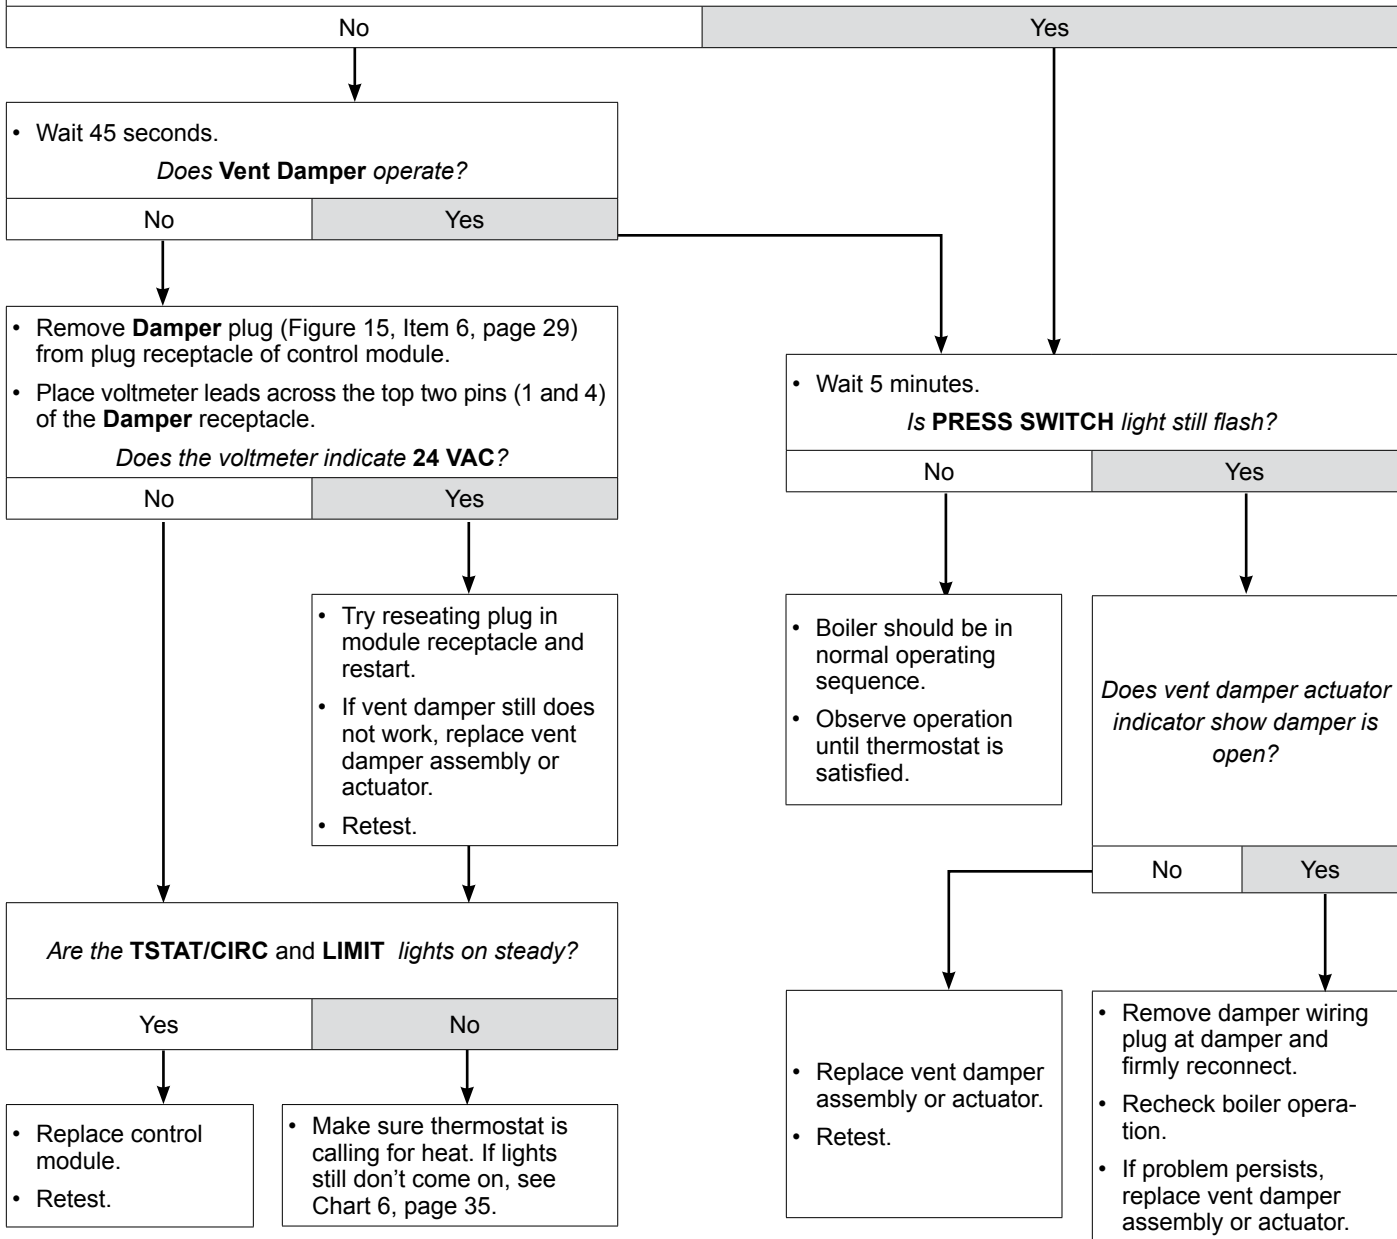 No
Yes
• Wait 45 seconds.
Does Vent Damper operate?
No
Yes
• Remove Damper plug (Figure 15, Item 6, page 29)
from plug receptacle of control module.
• Place voltmeter leads across the top two pins (1 and 4)
of the Damper receptacle.
Does the voltmeter indicate 24 VAC?
No
Yes
• Wait 5 minutes.
Is PRESS SWITCH light still flash?
No
Yes
• Try reseating plug in
module receptacle and
restart.
• If vent damper still does
not work, replace vent
damper assembly or
actuator.
• Retest.
• Boiler should be in
normal operating
sequence.
• Observe operation
until thermostat is
satisfied.
Does vent damper actuator
indicator show damper is
open?
No
Yes
Are the TSTAT/CIRC and LIMIT lights on steady?
Yes
No
• Replace control
module.
• Retest.
• Make sure thermostat is
calling for heat. If lights
still don't come on, see
Chart 6, page 35.
• Replace vent damper
assembly or actuator.
• Retest.
• Remove damper wiring
plug at damper and
firmly reconnect.
• Recheck boiler opera-
tion.
• If problem persists,
replace vent damper
assembly or actuator.